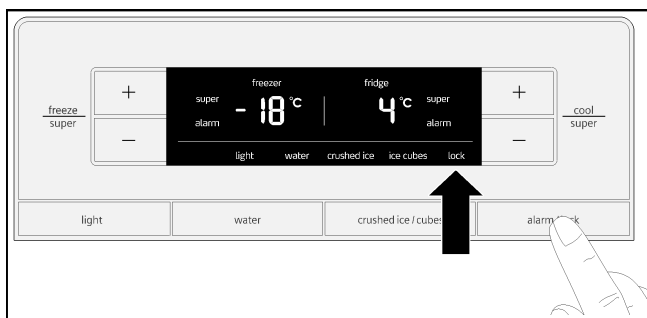 freezer fridge
super -18 °C 4 °C super
alarm alarm
light water crushed ice ice cubes lock
+ +
freeze
super
cool
super
– –
light water crushed ice / cubes alarm